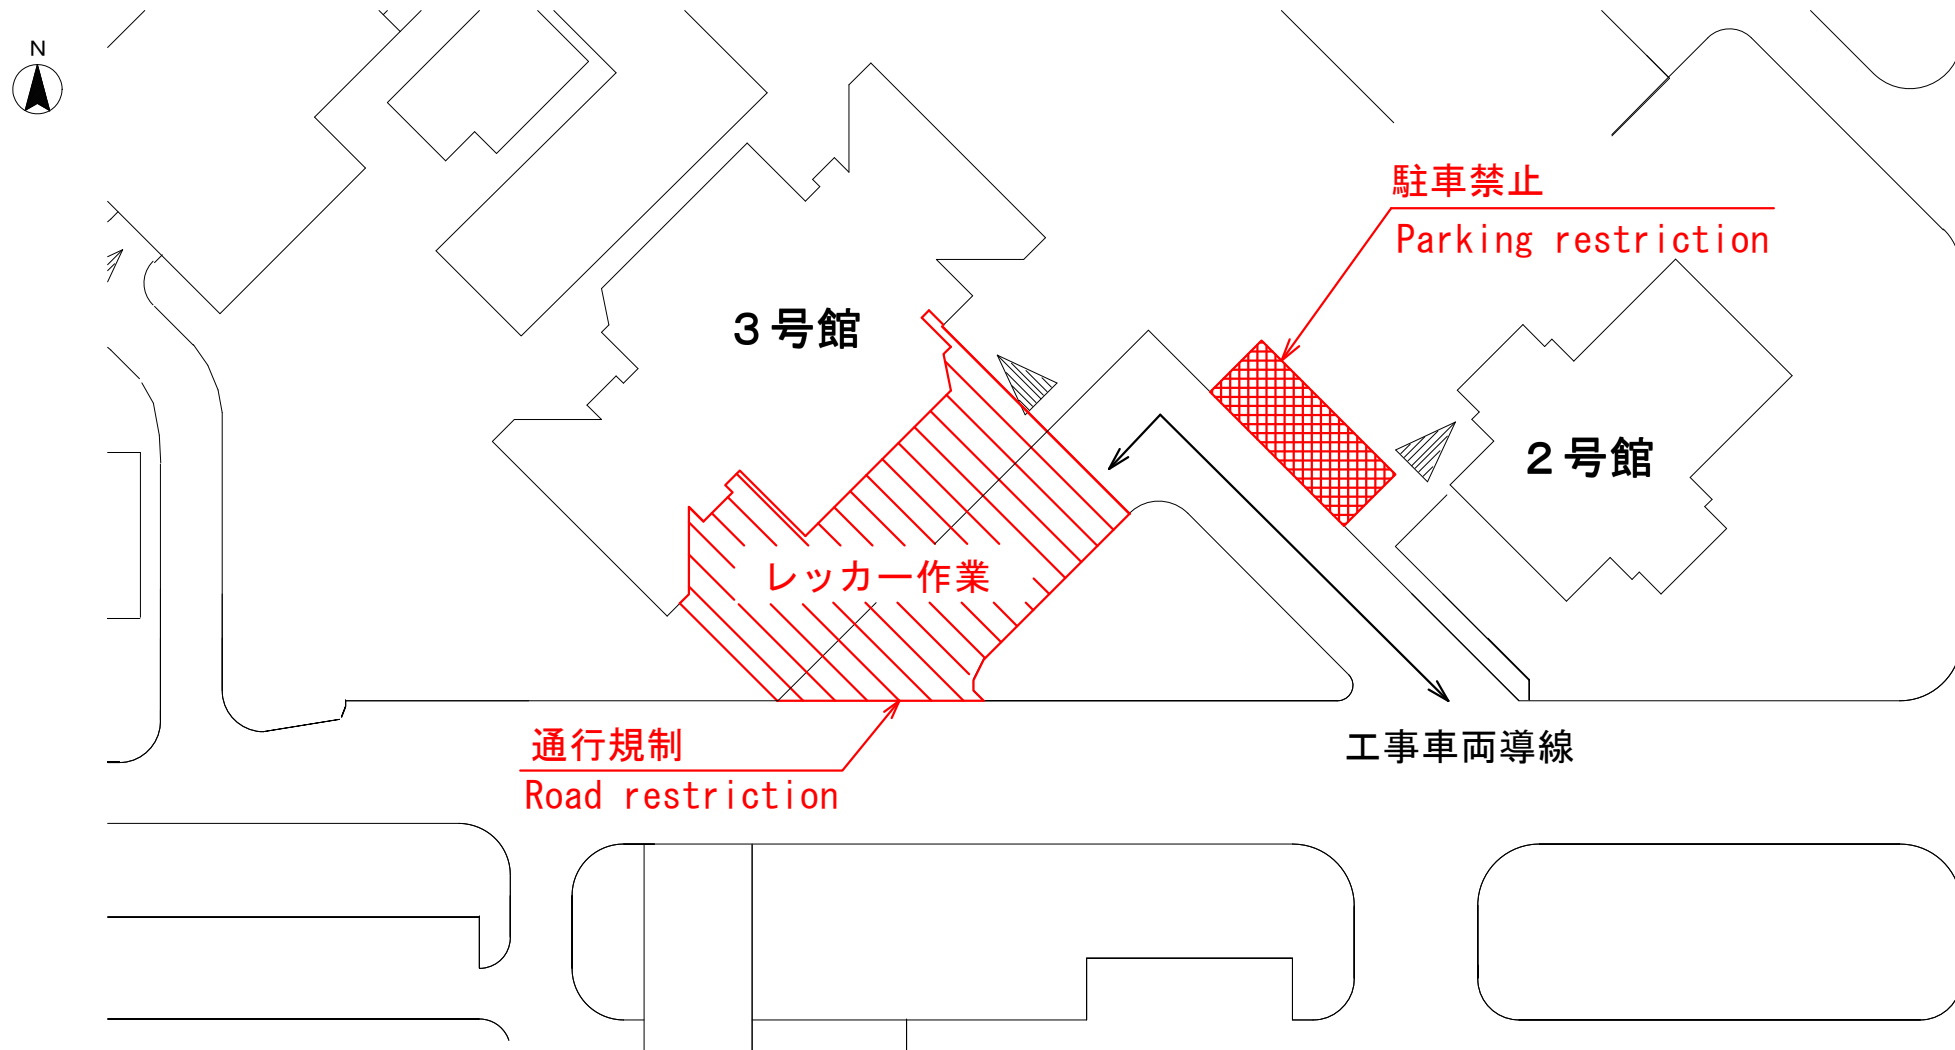 N
駐車禁止
Parking restriction
3号館
2号館
レッカー作業
通行規制
Road restriction
工事車両導線